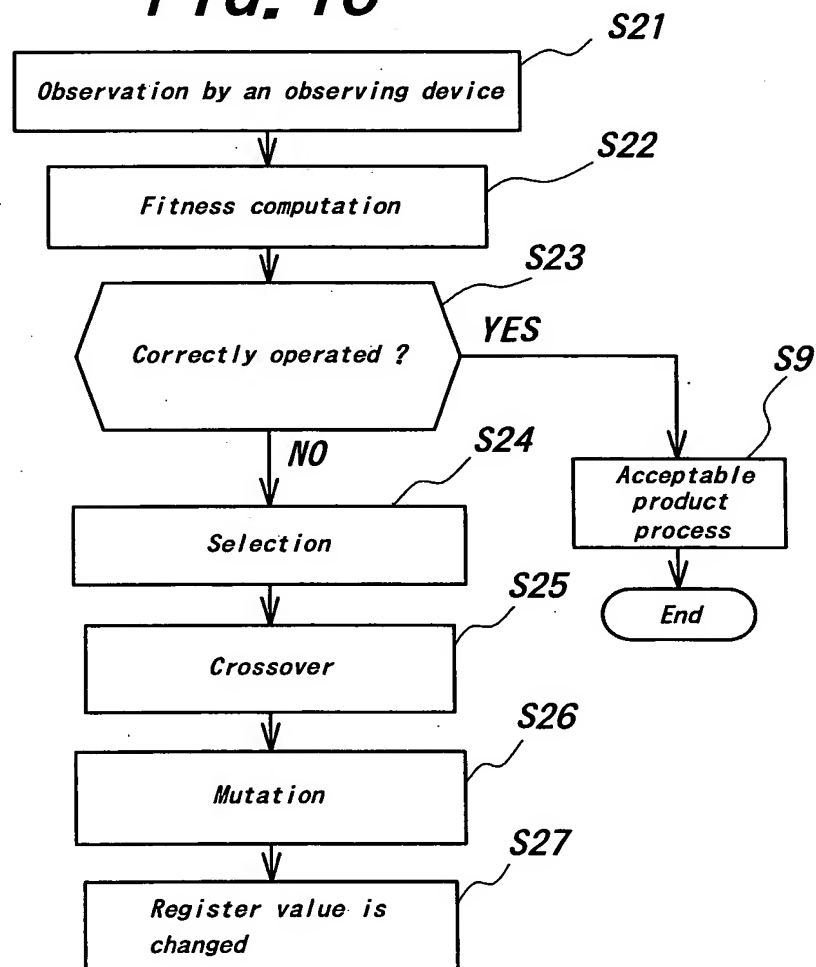 FIG.
S21
Observation by an observing device
S22
Fitness computation
S23
Correctly operated ?
YES
S9
NO
S24
Acceptable
product
process
Selection
S25
End
Crossover
S26
Mutation
S27
Register value is
changed